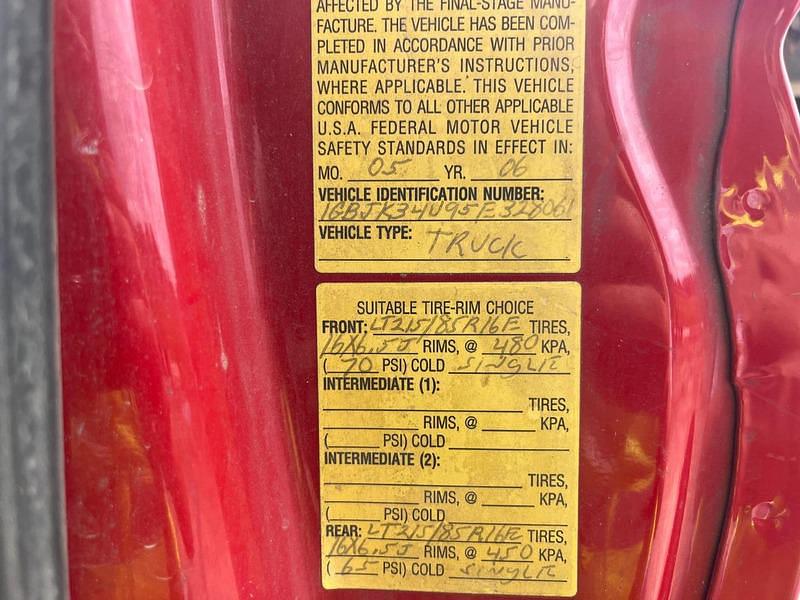 AFFECTED BY THE FINAL-STAGE MANU-
FACTURE. THE VEHICLE HAS BEEN COM-
PLETED IN ACCORDANCE WITH PRIOR
MANUFACTURER'S INSTRUCTIONS,
WHERE APPLICABLE. THIS VEHICLE
CONFORMS TO ALL OTHER APPLICABLE
U.S.A. FEDERAL MOTOR VEHICLE
SAFETY STANDARDS IN EFFECT IN:
MO. 05 YR. 06
VEHICLE IDENTIFICATION NUMBER:
1GBJK34U95E328061
VEHICLE TYPE: TRUCK
SUITABLE TIRE-RIM CHOICE
FRONT: LT215/85R16E TIRES,
16X6.5J RIMS, @ 480 KPA,
(70 PSI) COLD SINGLE
INTERMEDIATE (1):
TIRES,
RIMS, @ KPA,
( PSI) COLD
INTERMEDIATE (2):
TIRES,
RIMS, @ KPA,
( PSI) COLD
REAR: LT215/85R16E TIRES,
16X6.5J RIMS, @ 450 KPA,
(65 PSI) COLD SINGLE